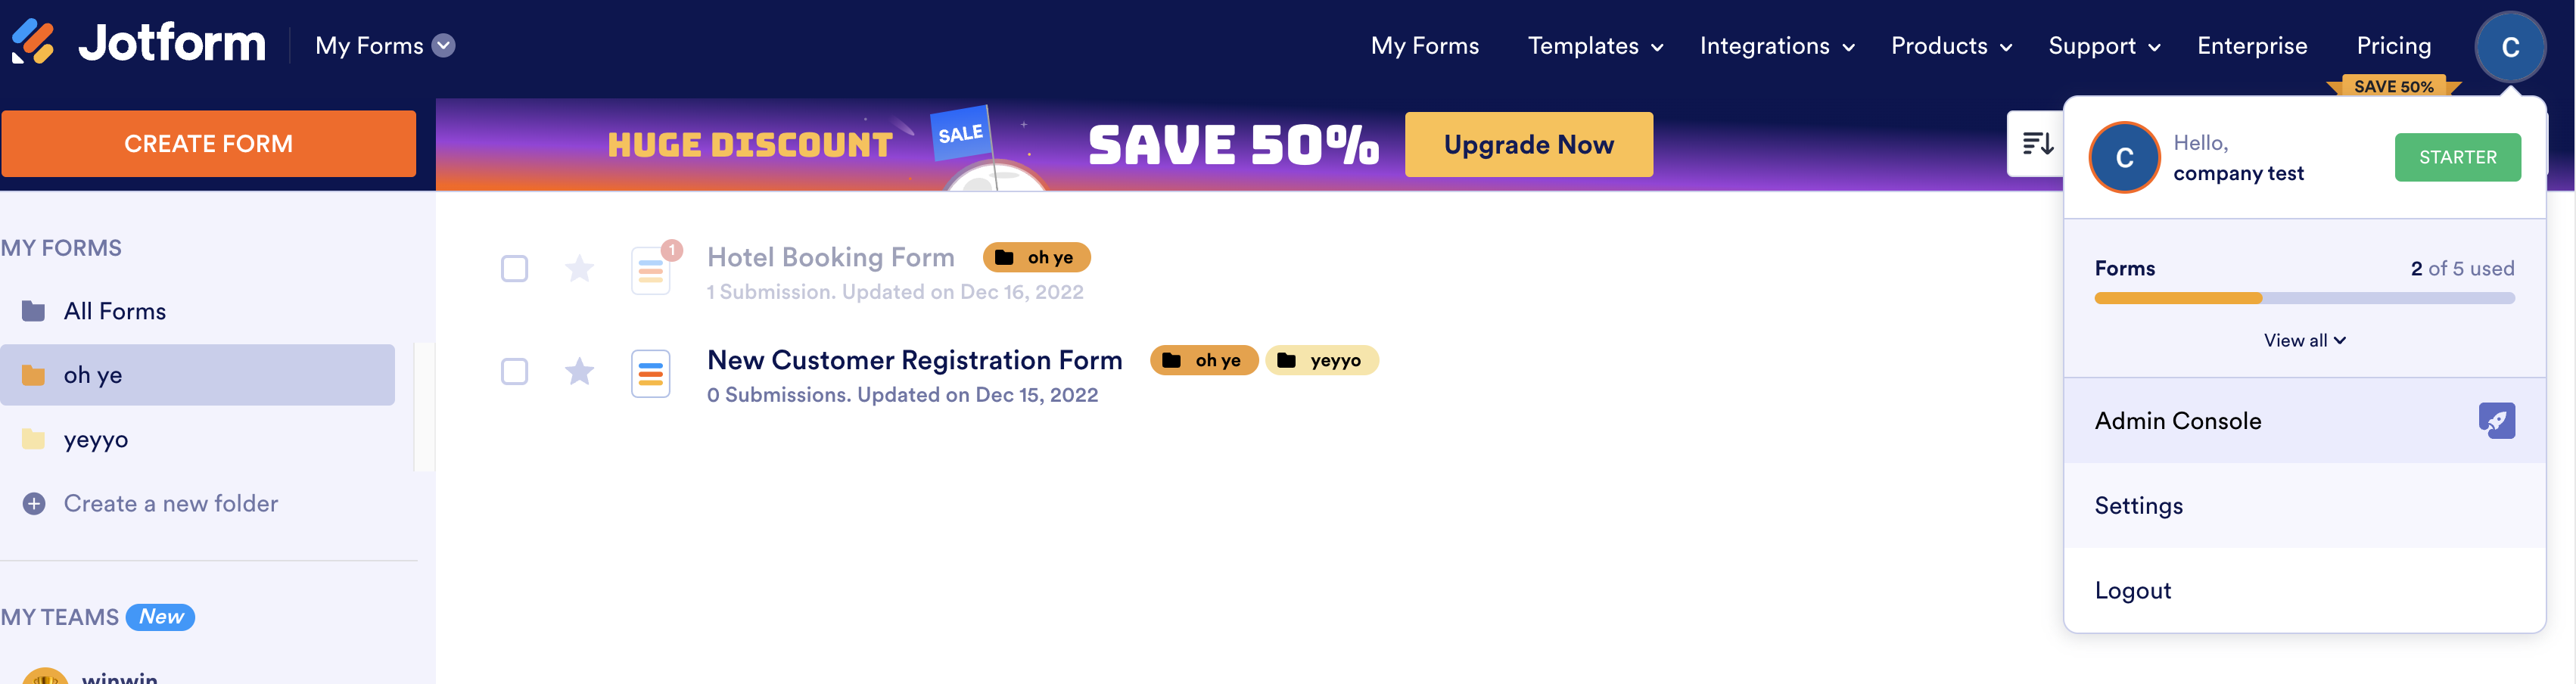 Jotform
My Forms
My Forms
Templates
Integrations
Products
Support
Enterprise
Pricing
SAVE 50%
C
CREATE FORM
HUGE DISCOUNT
SALE
SAVE 50%
Upgrade Now
MY FORMS
All Forms
oh ye
yeyyo
Create a new folder
MY TEAMS New
winwin
1
Hotel Booking Form oh ye
1 Submission. Updated on Dec 16, 2022
New Customer Registration Form oh ye yeyyo
0 Submissions. Updated on Dec 15, 2022
C
Hello,
company test
STARTER
Forms 2 of 5 used
View all
Admin Console
Settings
Logout